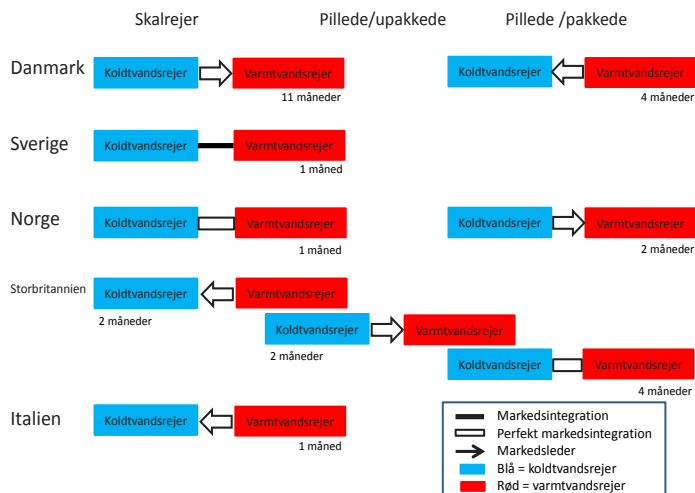 Skalrejer Pillede/upakkede Pillede /pakkede
Danmark Koldtvandsrejer Varmtvandsrejer Koldtvandsrejer Varmtvandsrejer
11 måneder 4 måneder
Sverige Koldtvandsrejer Varmtvandsrejer
1 måned
Norge Koldtvandsrejer Varmtvandsrejer Koldtvandsrejer Varmtvandsrejer
1 måned 2 måneder
Storbritannien Koldtvandsrejer Varmtvandsrejer
2 måneder
Koldtvandsrejer Varmtvandsrejer
2 måneder
Koldtvandsrejer Varmtvandsrejer
4 måneder
Italien Koldtvandsrejer Varmtvandsrejer
1 måned
Markedsintegration
Perfekt markedsintegration
Markedsleder
Blå = koldtvandsrejer
Rød = varmtvandsrejer